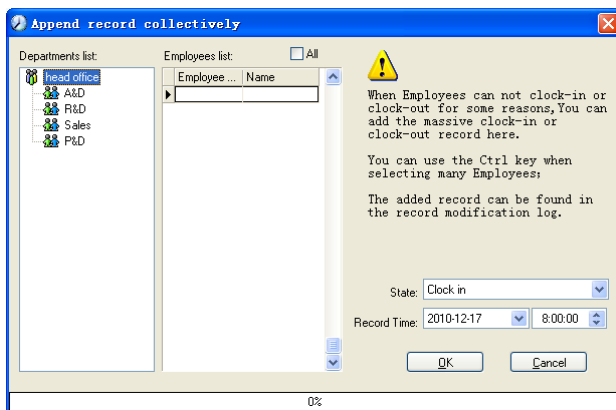 Append record collectively
Departments list:
head office
A&D
R&D
Sales
P&D
Employees list:
All
Employee ... Name
When Employees can not clock-in or
clock-out for some reasons,You can
add the massive clock-in or
clock-out record here.
You can use the Ctrl key when
selecting many Employees;
The added record can be found in
the record modification log.
State: Clock in
Record Time: 2010-12-17 8:00:00
OK Cancel
0%